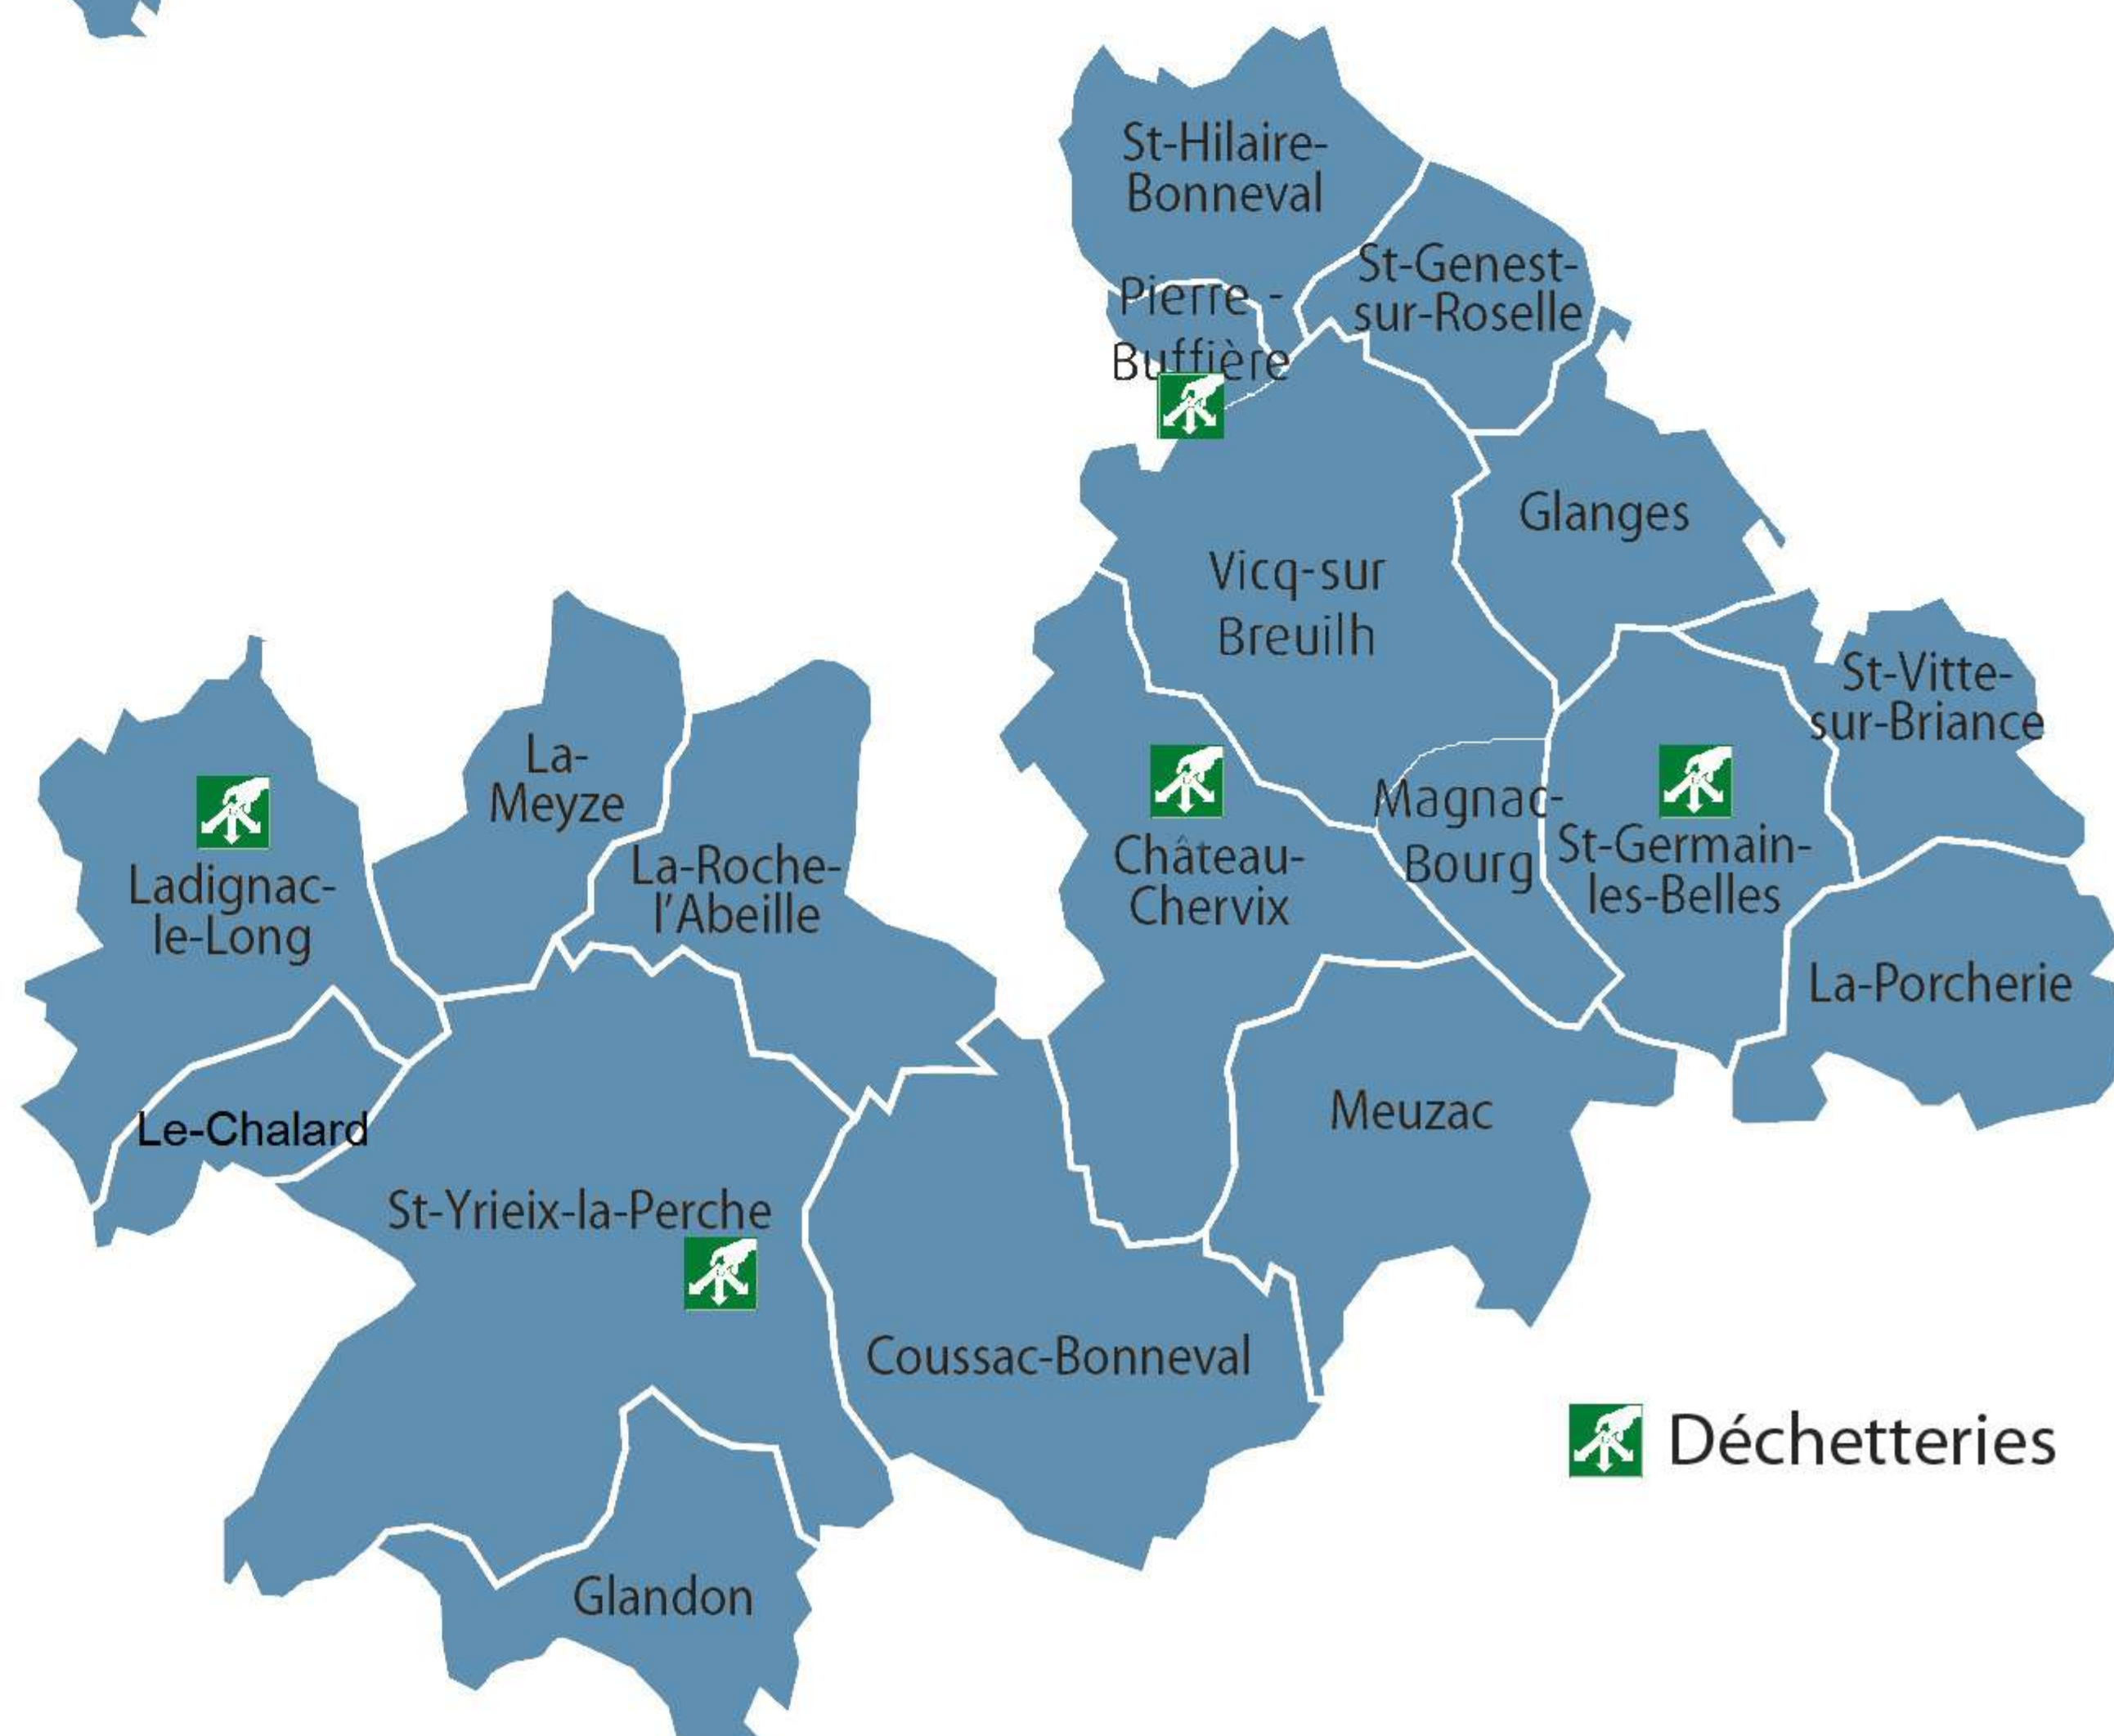 St-Hilaire-
Bonneval
St-Genest-
sur-Roselle
Pierre -
Buffière
Glanges
Vicq-sur
Breuilh
St-Vitte-
sur-Briance
La-
Meyze
Magnac-
Bourg
Château-
Chervix
St-Germain-
les-Belles
La-Roche-
l'Abeille
Ladignac-
le-Long
La-Porcherie
Meuzac
Le-Chalard
St-Yrieix-la-Perche
Coussac-Bonneval
Déchetteries
Glandon